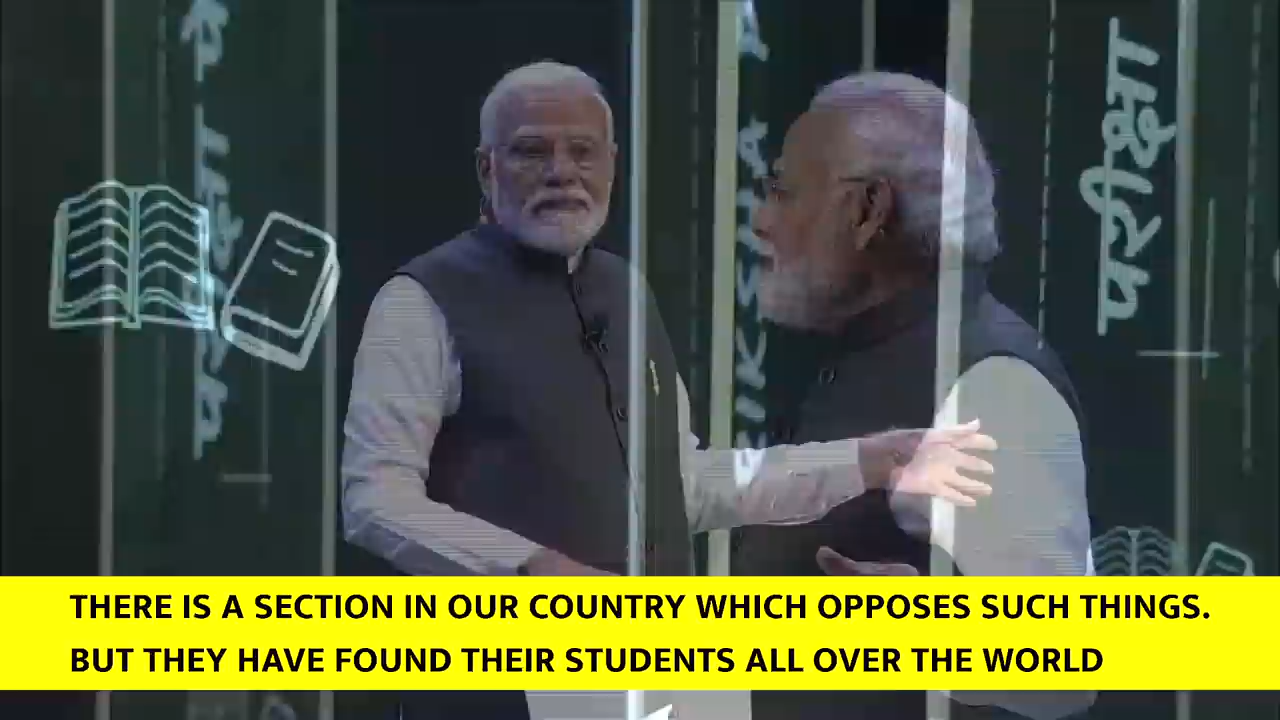 परीक्षा
THERE IS A SECTION IN OUR COUNTRY WHICH OPPOSES SUCH THINGS.
BUT THEY HAVE FOUND THEIR STUDENTS ALL OVER THE WORLD